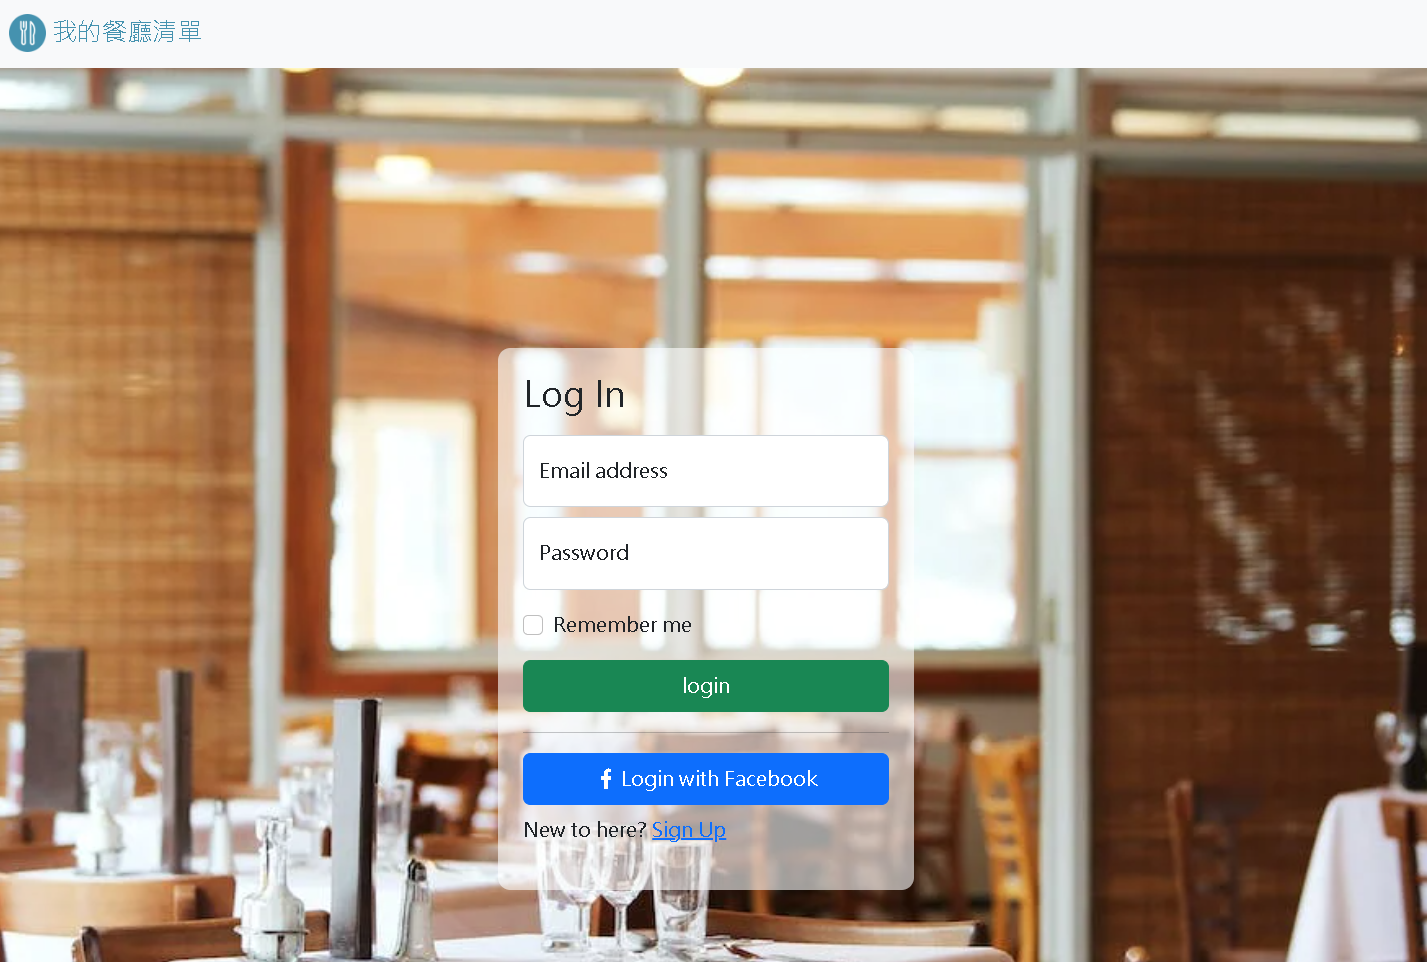 我的餐廳清單
Log In
Email address
Password
Remember me
login
Login with Facebook
New to here? Sign Up